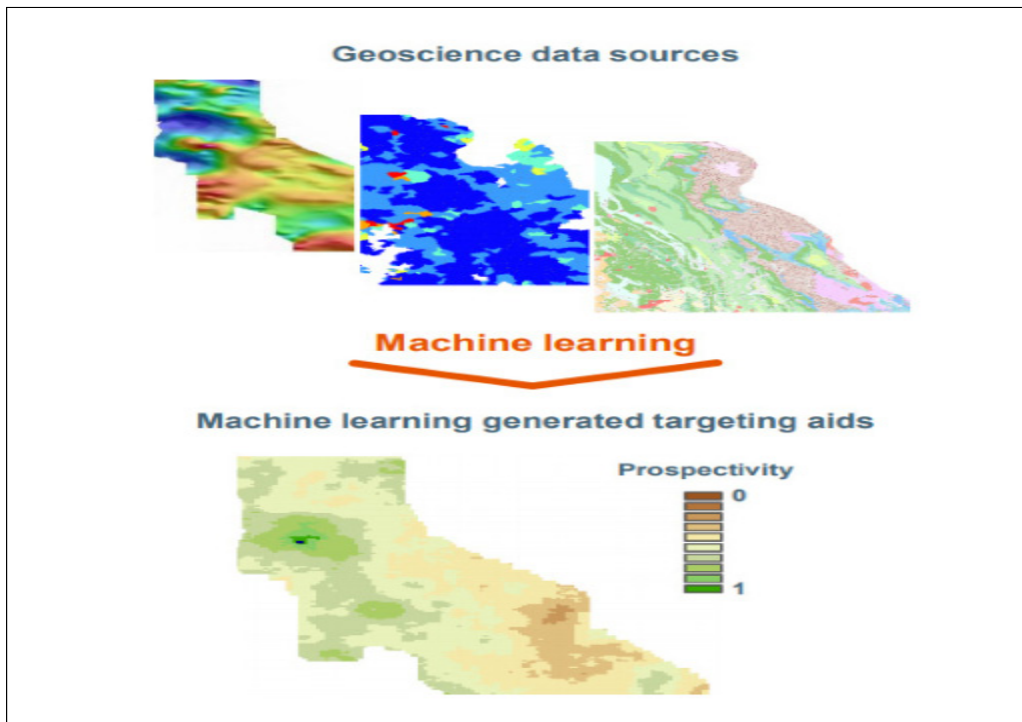 Geoscience data sources
Machine learning
Machine learning generated targeting aids
Prospectivity
0
1